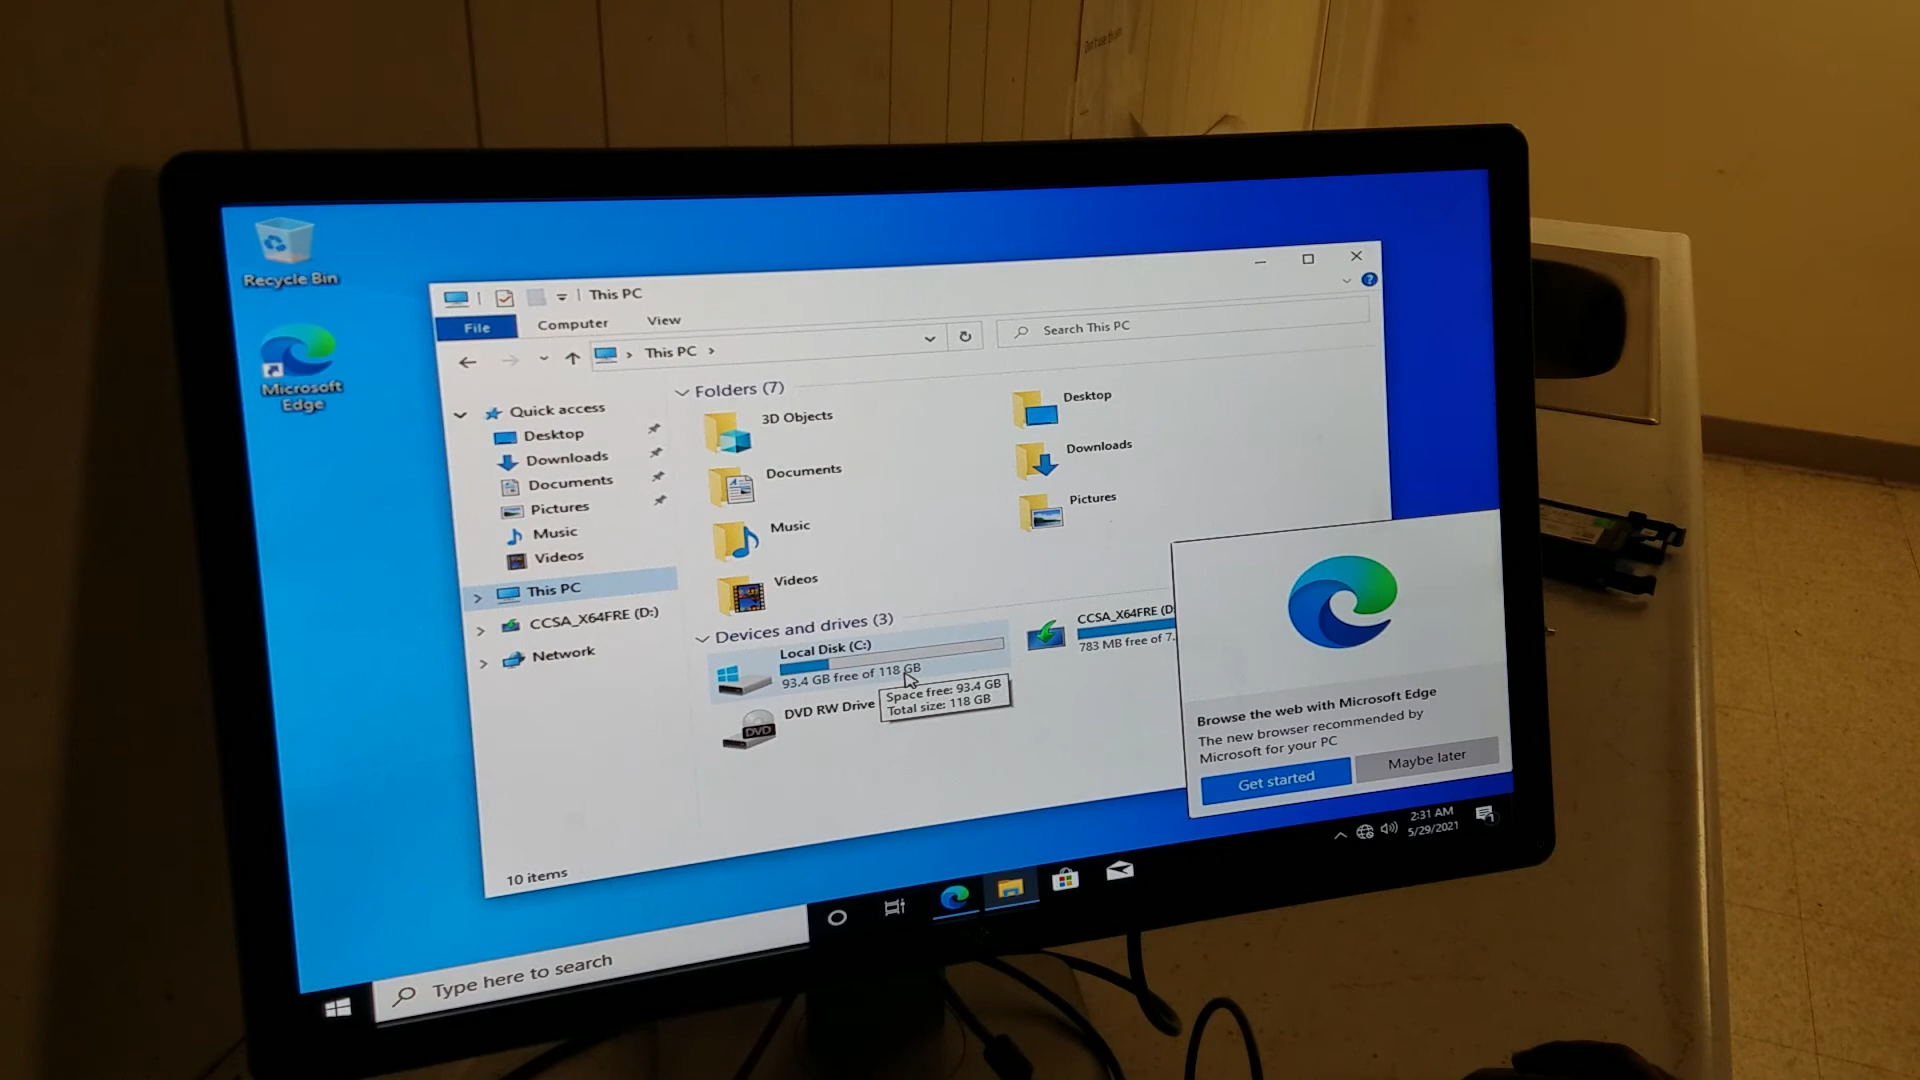 Recycle Bin
Microsoft
Edge
This PC
File
Computer
View
This PC
Search This PC
Quick access
Desktop
Downloads
Documents
Pictures
Music
Videos
This PC
CCSA_X64FRE (D:)
Network
Folders (7)
3D Objects
Desktop
Documents
Downloads
Music
Pictures
Videos
Devices and drives (3)
Local Disk (C:)
93.4 GB free of 118 GB
CCSA_X64FRE (D
783 MB free of 7.
DVD RW Drive
DVD
Space free: 93.4 GB
Total size: 118 GB
10 items
Browse the web with Microsoft Edge
The new browser recommended by
Microsoft for your PC
Get started
Maybe later
2:31 AM
5/29/2021
Type here to search